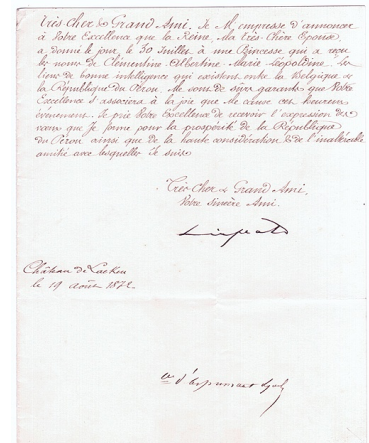 Très Cher & Grand Ami. Je M'empresse d'annoncer
à Votre Excellence que la Reine, Ma très Chère Epouse
a donné le jour, le 30 Juillet à une Princesse qui a reçu
les noms de Clémentine Albertine Marie Léopoldine. Les
liens de bonne intelligence qui existent entre la Belgique &
la République du Pérou, Me sont de sûrs garants que Votre
Excellence s'associera à la joie que Me cause cet heureux
évènement. Je prie Votre Excellence de recevoir l'expression des
vœux que Je forme pour la prospérité de la République
du Pérou ainsi que de la haute considération & de l'inaltérable
amitié avec lesquelles Je suis
Très Cher & Grand Ami,
Votre Sincère Ami.
Léopold
Château de Laeken
le 19 août 1872